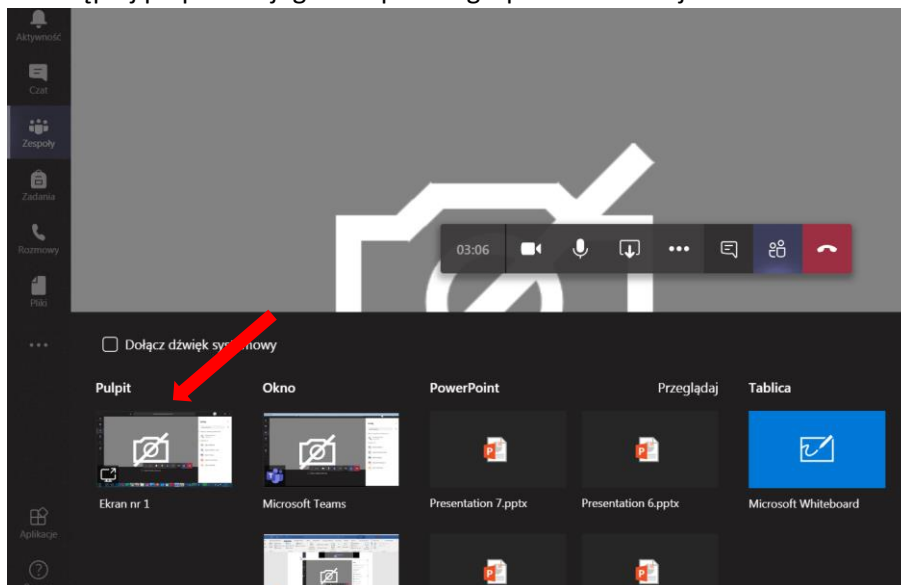 Aktywność
Czat
Zespoły
Zadania
Rozmowy
Pliki
Aplikacje
03:06
Dołącz dźwięk systemowy
Pulpit
Okno
PowerPoint
Przeglądaj
Tablica
Ekran nr 1
Microsoft Teams
Presentation 7.pptx
Presentation 6.pptx
Microsoft Whiteboard